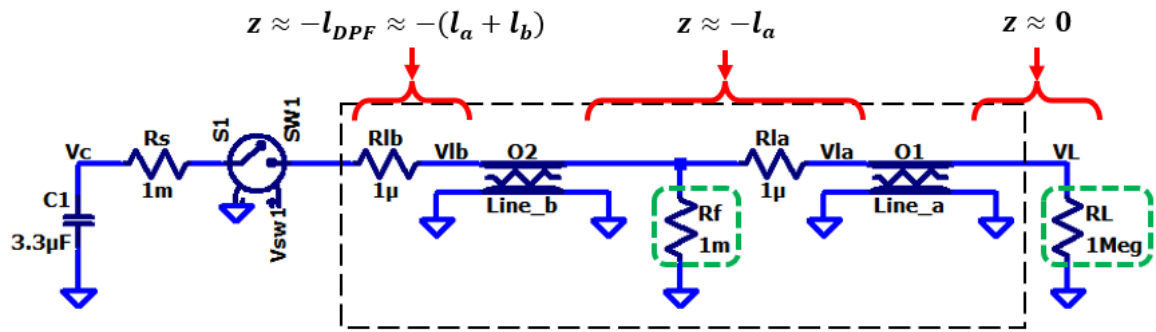 z ≈ −l_DPF ≈ −(l_a + l_b)
z ≈ −l_a
z ≈ 0
S1
SW1
Vc
Rs
1m
Vsw1
C1
3.3µF
Rlb
1µ
Vlb
O2
Line_b
Rf
1m
Rla
1µ
Vla
O1
Line_a
VL
RL
1Meg